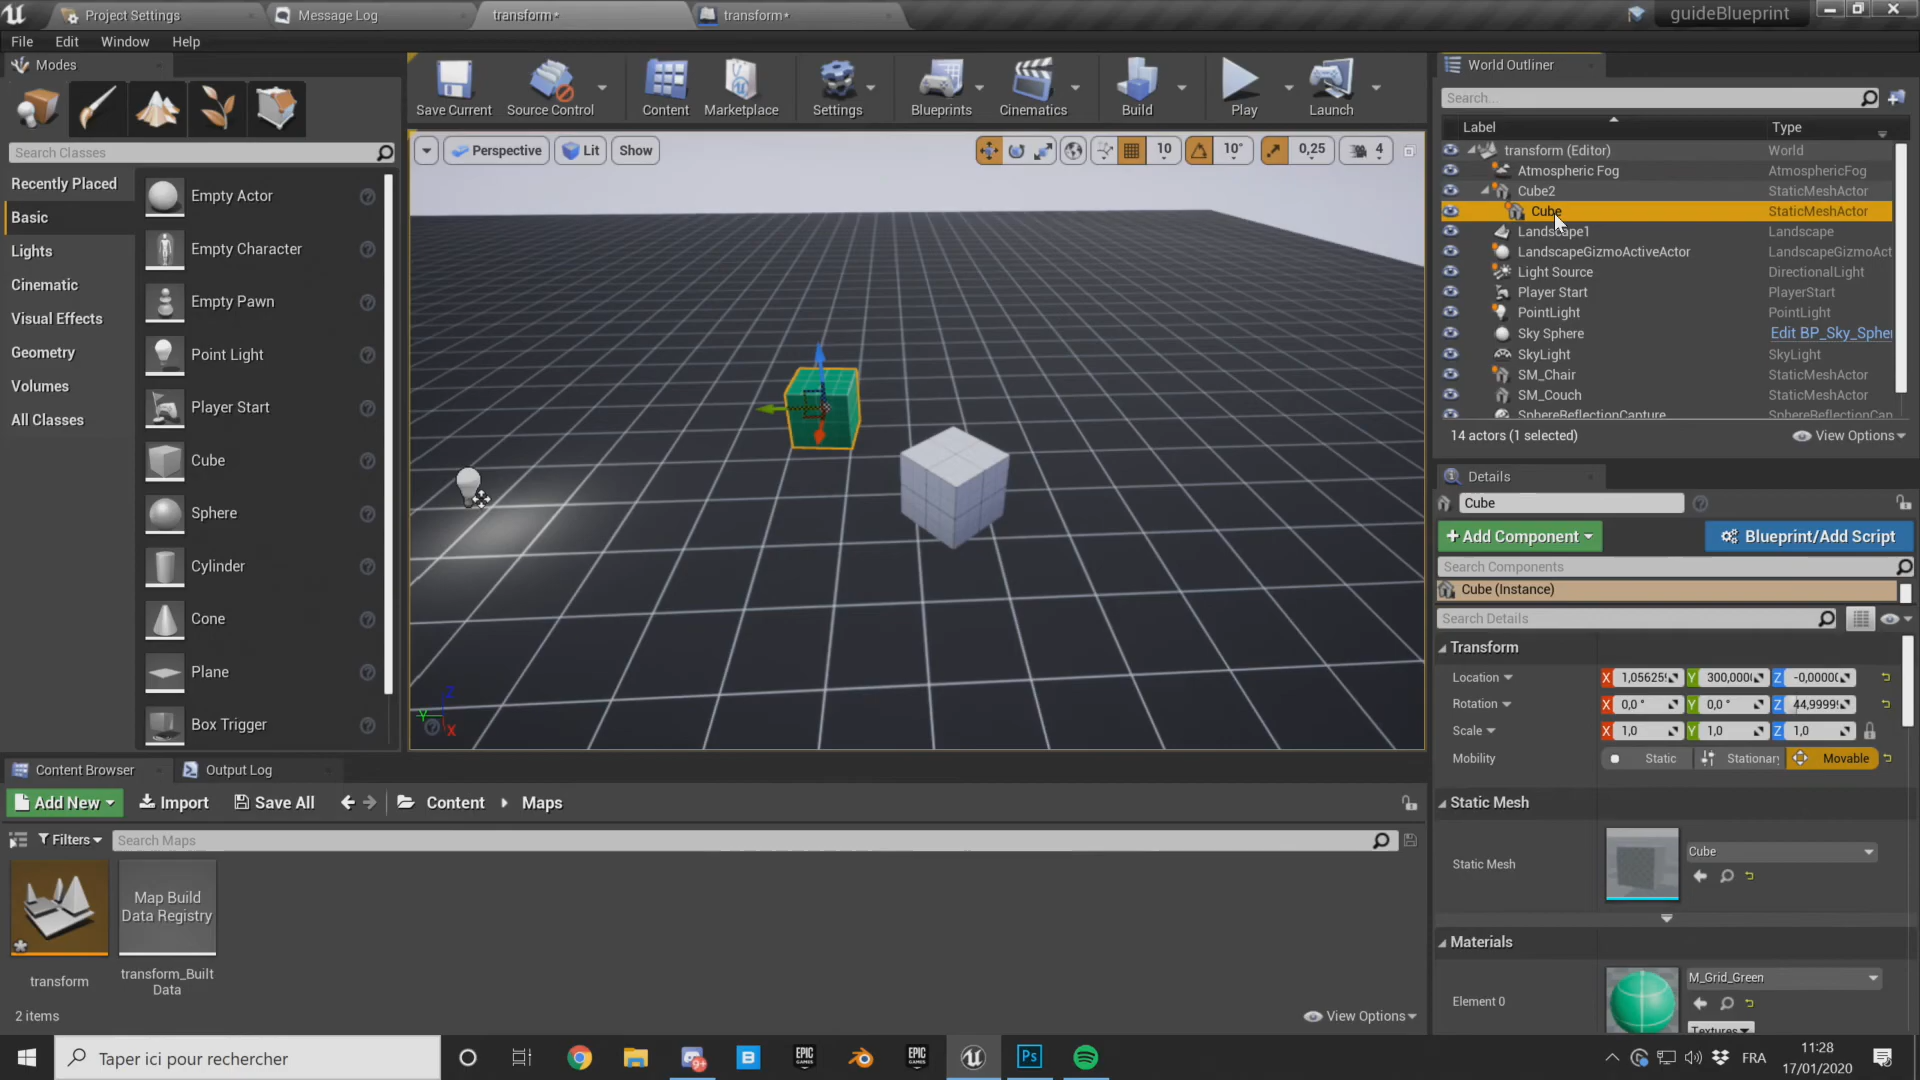 Project Settings
Message Log
transform*
transform*
guideBlueprint
File Edit Window Help
Modes
Search Classes
Recently Placed
Basic
Lights
Cinematic
Visual Effects
Geometry
Volumes
All Classes
Empty Actor
Empty Character
Empty Pawn
Point Light
Player Start
Cube
Sphere
Cylinder
Cone
Plane
Box Trigger
Save Current
Source Control
Content
Marketplace
Settings
Blueprints
Cinematics
Build
Play
Launch
Perspective
Lit
Show
10
10°
0,25
4
Z
Y
X
World Outliner
Search...
Label Type
transform (Editor) World
Atmospheric Fog AtmosphericFog
Cube2 StaticMeshActor
Cube StaticMeshActor
Landscape1 Landscape
LandscapeGizmoActiveActor LandscapeGizmoAct
Light Source DirectionalLight
Player Start PlayerStart
PointLight PointLight
Sky Sphere Edit BP_Sky_Spher
SkyLight SkyLight
SM_Chair StaticMeshActor
SM_Couch StaticMeshActor
SphereReflectionCapture SphereReflectionCap
14 actors (1 selected)
View Options
Details
Cube
+ Add Component
Blueprint/Add Script
Search Components
Cube (Instance)
Search Details
Transform
Location X 1,05625 Y 300,000 Z -0,0000
Rotation X 0,0 ° Y 0,0 ° Z 44,9999
Scale X 1,0 Y 1,0 Z 1,0
Mobility Static Stationary Movable
Static Mesh
Static Mesh
Cube
Materials
Element 0
M_Grid_Green
Textures
Content Browser
Output Log
Add New
Import
Save All
Content
Maps
Filters
Search Maps
Map Build
Data Registry
transform
transform_Built
Data
2 items
View Options
Taper ici pour rechercher
EPIC
GAMES
EPIC
GAMES
Ps
9+
FRA
11:28
17/01/2020